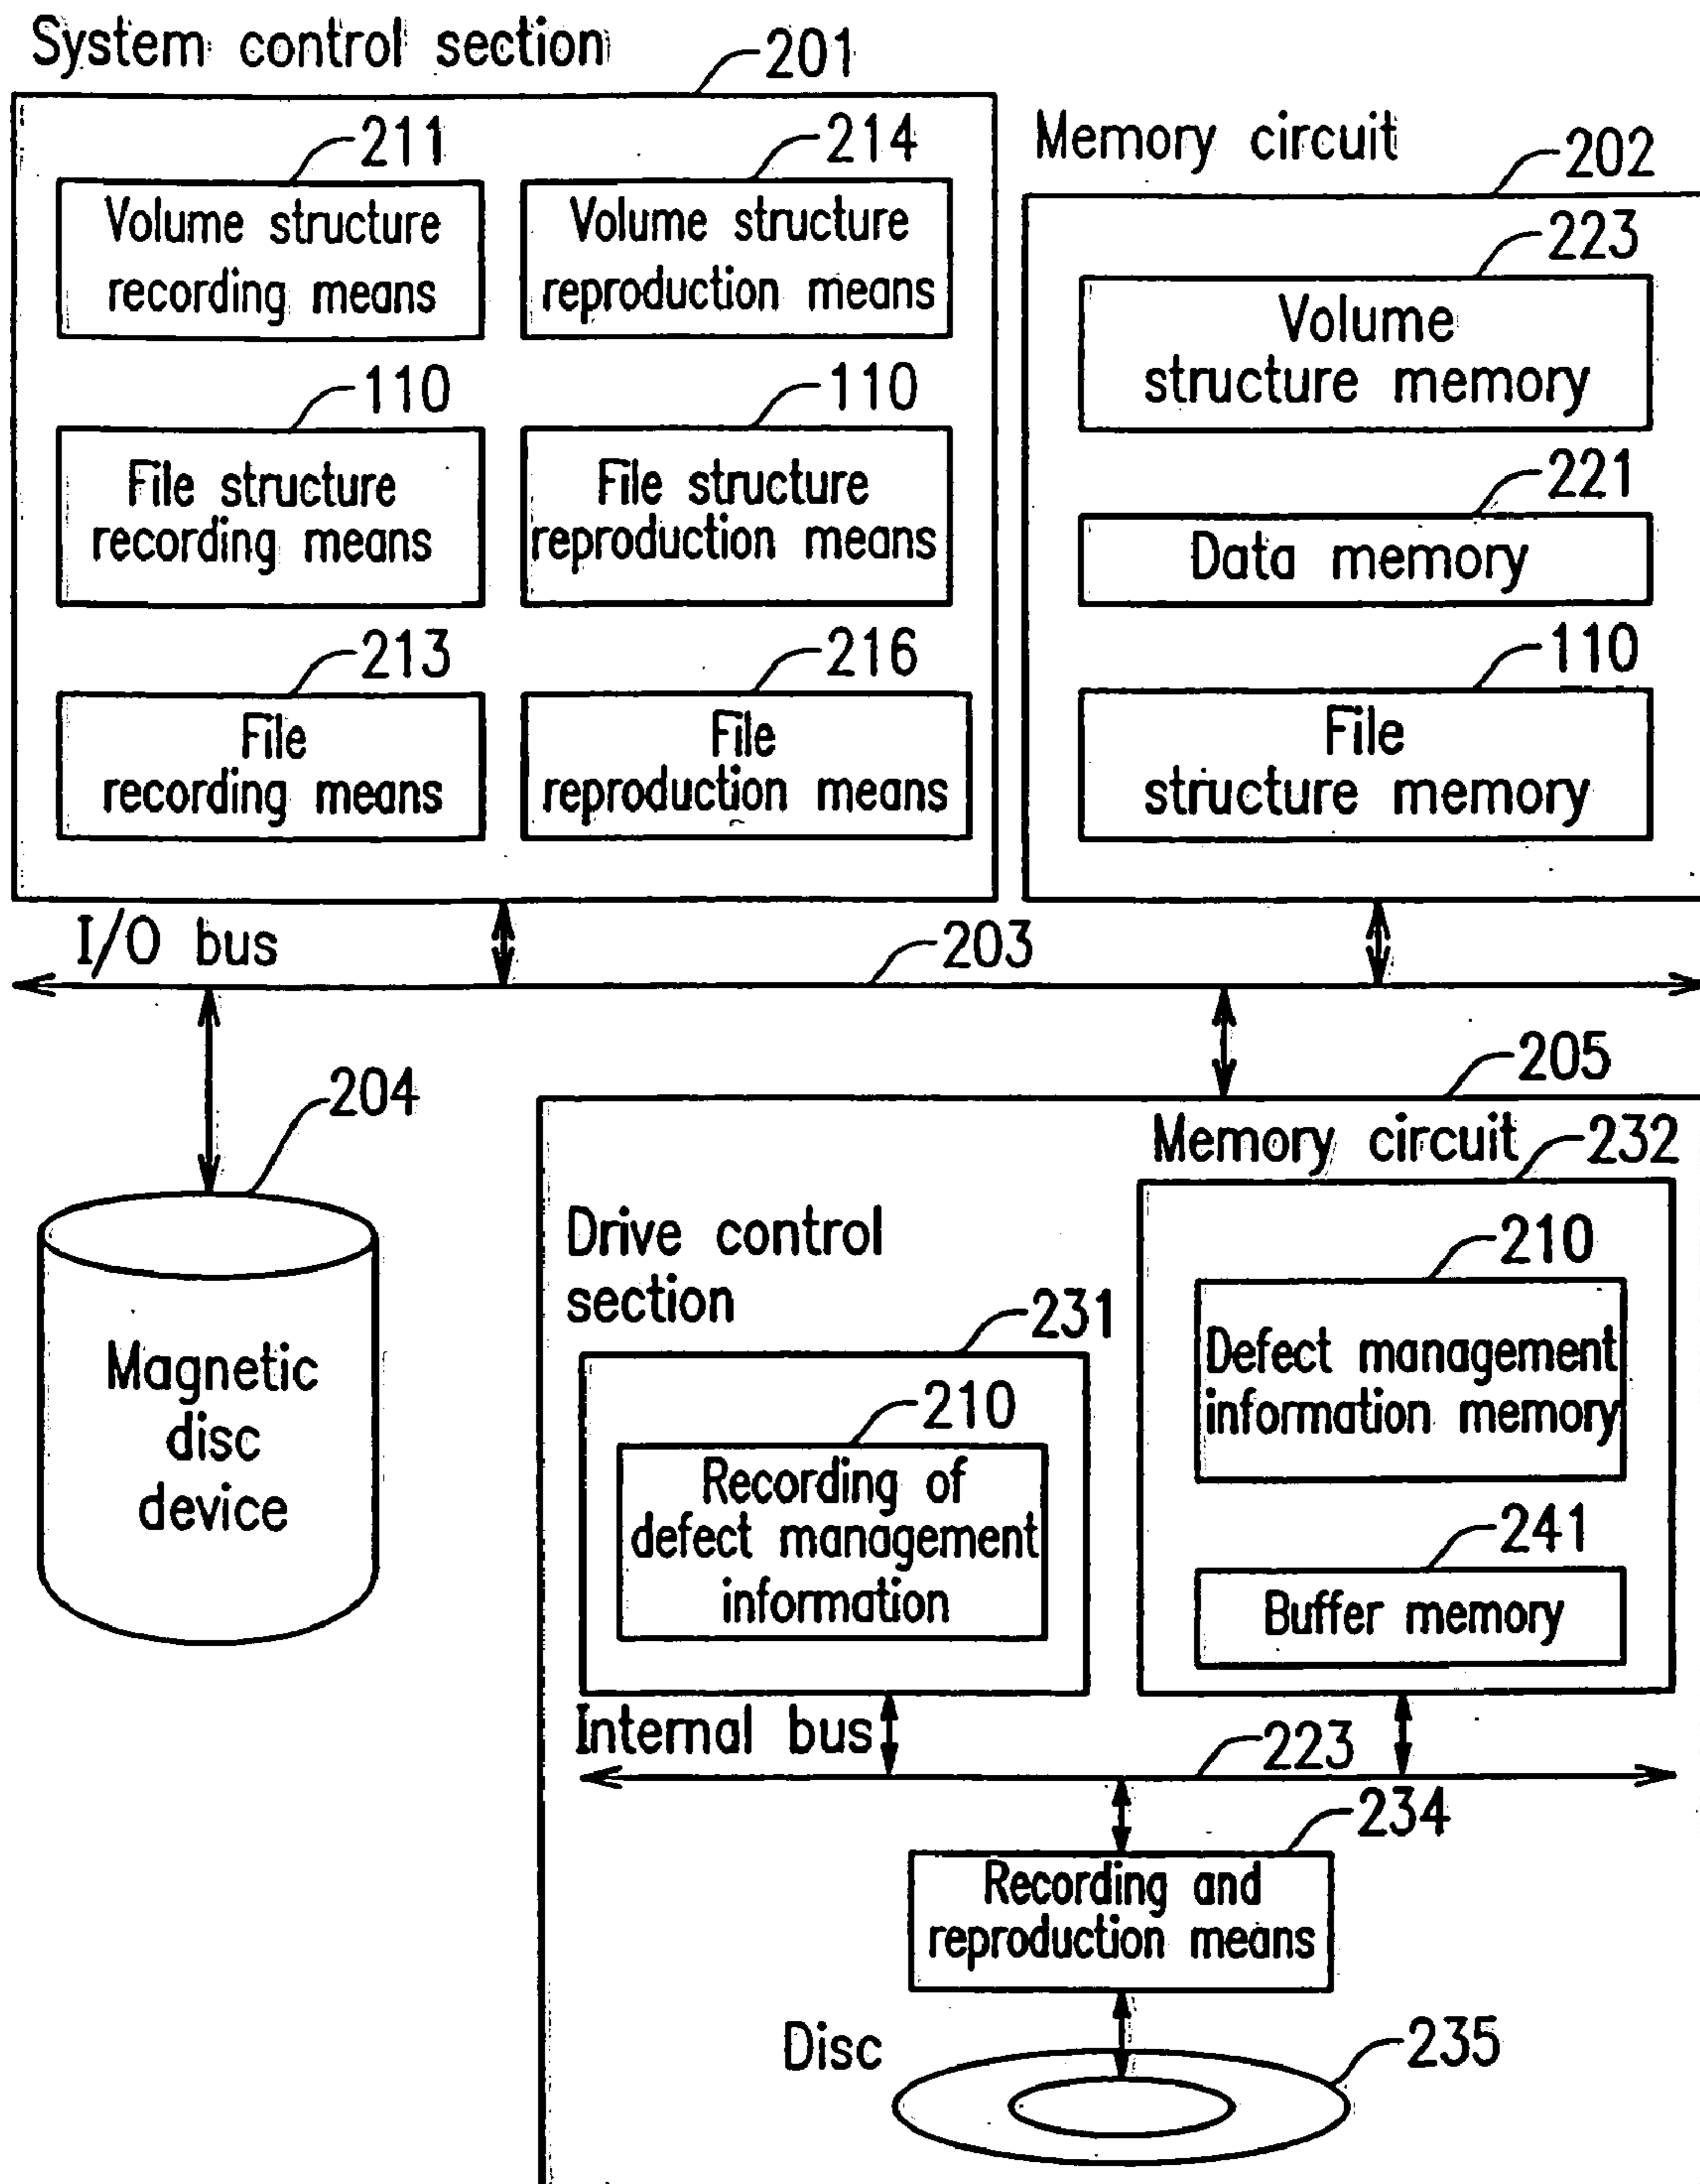 System control section
201
211
Volume structure
recording means
214
Volume structure
reproduction means
110
File structure
recording means
110
File structure
reproduction means
213
File
recording means
216
File
reproduction means
Memory circuit
202
223
Volume
structure memory
221
Data memory
110
File
structure memory
I/O bus
203
204
Magnetic
disc
device
205
Drive control
section
231
210
Recording of
defect management
information
Memory circuit
232
210
Defect management
information memory
241
Buffer memory
Internal bus
223
234
Recording and
reproduction means
Disc
235